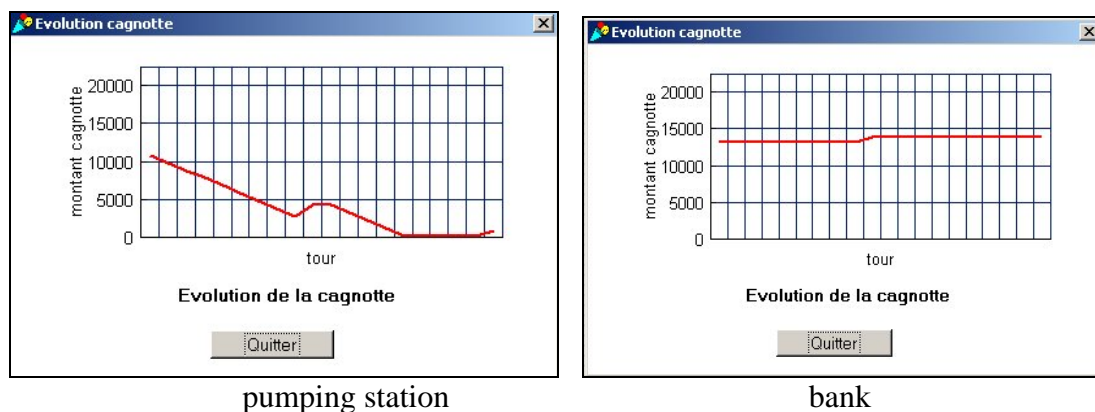 Evolution cagnotte
montant cagnotte
20000
15000
10000
5000
0
tour
Evolution de la cagnotte
Quitter
pumping station
Evolution cagnotte
montant cagnotte
20000
15000
10000
5000
0
tour
Evolution de la cagnotte
Quitter
bank